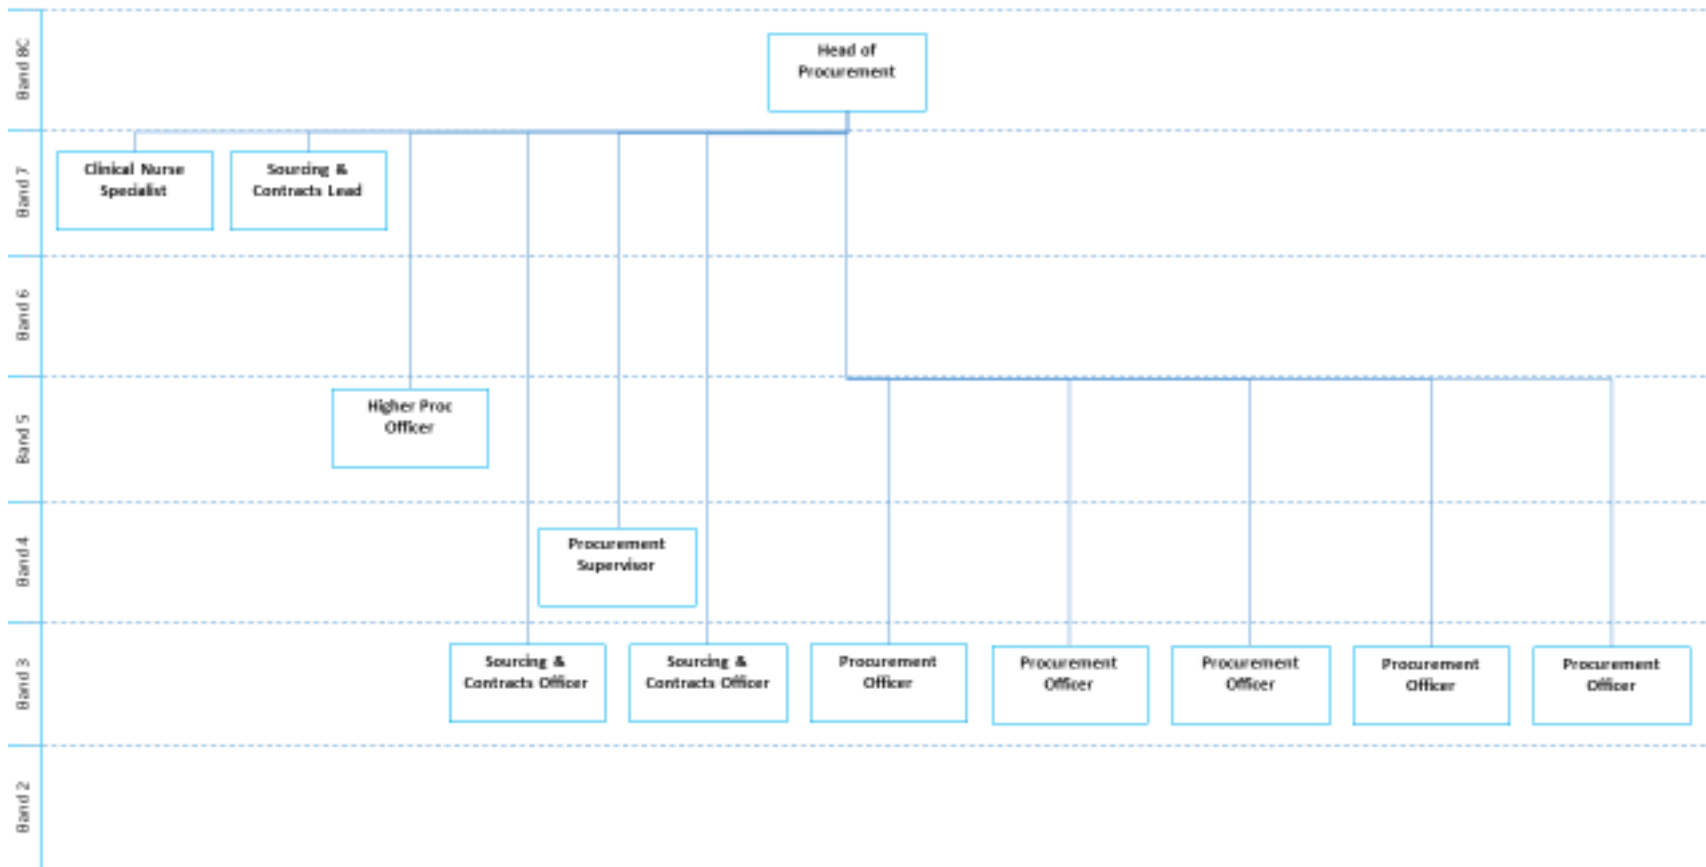 Band 8C
Head of
Procurement
Band 7
Clinical Nurse
Specialist
Sourcing &
Contracts Lead
Band 6
Band 5
Higher Proc
Officer
Band 4
Procurement
Supervisor
Band 3
Sourcing &
Contracts Officer
Sourcing &
Contracts Officer
Procurement
Officer
Procurement
Officer
Procurement
Officer
Procurement
Officer
Procurement
Officer
Band 2